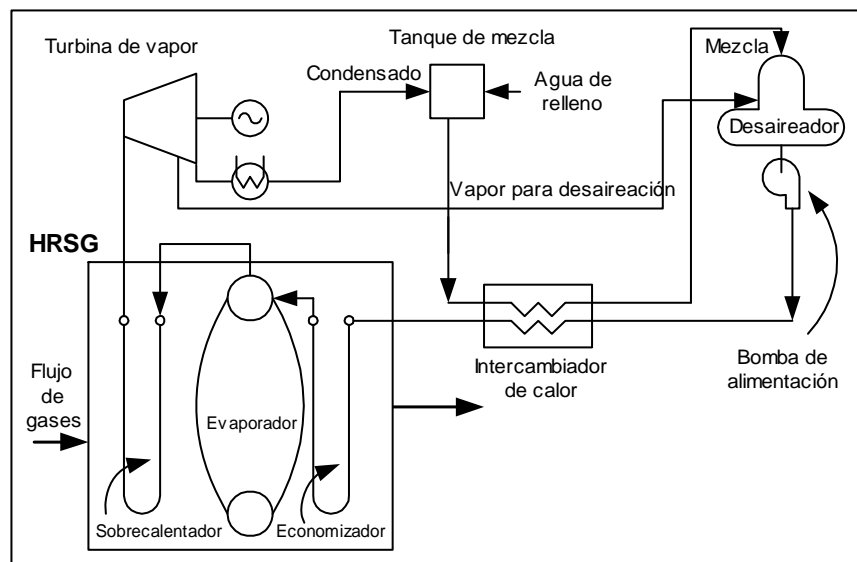 Turbina de vapor
Tanque de mezcla
Mezcla
Condensado
Agua de
relleno
Desaireador
Vapor para desaireación
HRSG
Flujo
de
gases
Evaporador
Intercambiador
de calor
Bomba de
alimentación
Sobrecalentador
Economizador